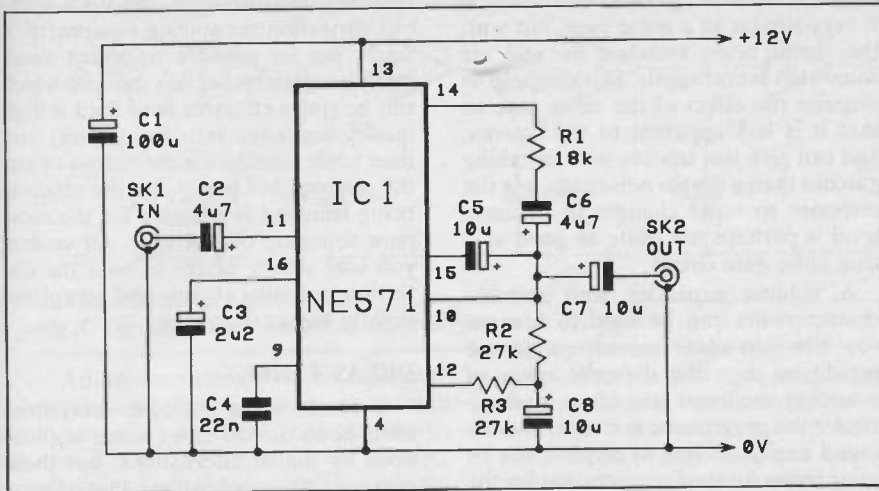 +12V
13
14
C1
100u
R1
18k
SK1
IN
C2
4u7
+
11
IC1
NE571
C5
10u
+
C6
4u7
+
SK2
OUT
16
15
+
C7
10u
C3
2u2
10
R2
27k
9
12
C4
22n
R3
27k
C8
10u
4
0V